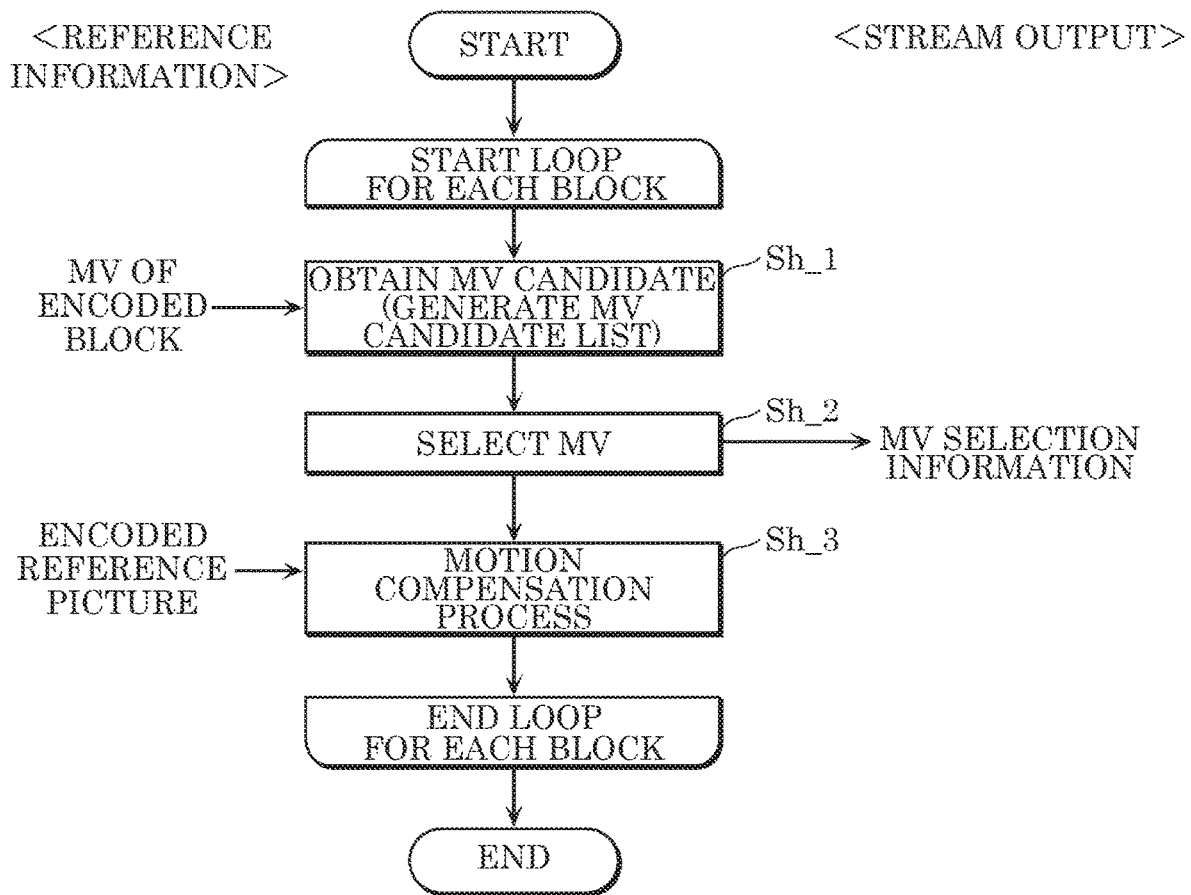 <REFERENCE
INFORMATION>
START
<STREAM OUTPUT>
START LOOP
FOR EACH BLOCK
MV OF
ENCODED
BLOCK
OBTAIN MV CANDIDATE
(GENERATE MV
CANDIDATE LIST)
Sh_1
SELECT MV
Sh_2
MV SELECTION
INFORMATION
ENCODED
REFERENCE
PICTURE
MOTION
COMPENSATION
PROCESS
Sh_3
END LOOP
FOR EACH BLOCK
END